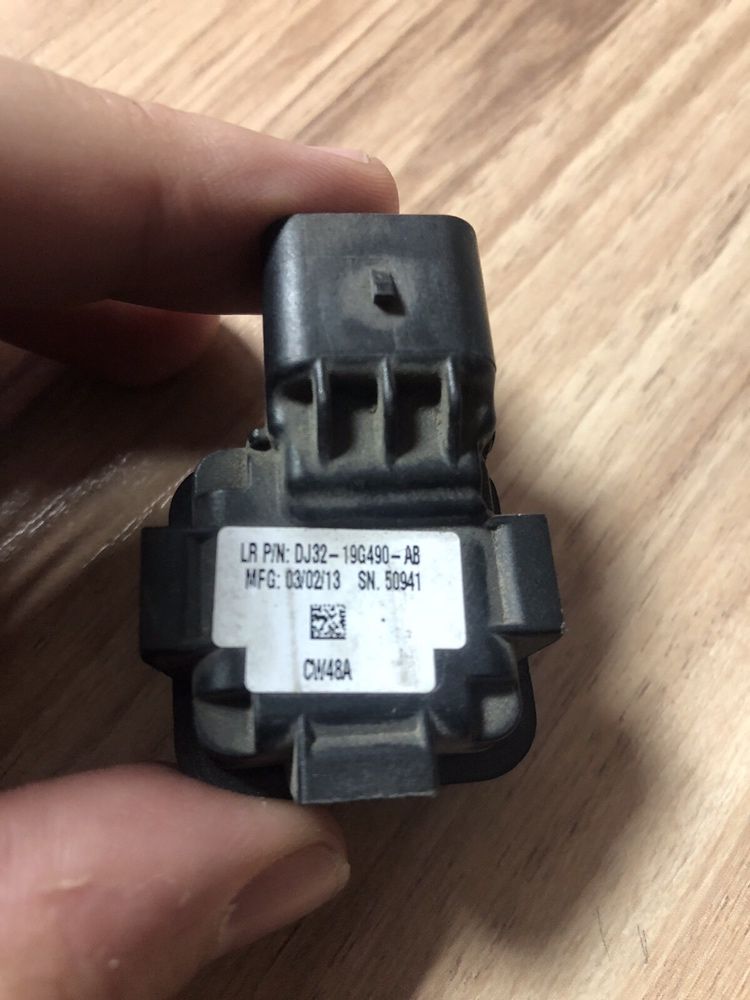 LR P/N: DJ32-19G490-AB
MFG: 03/02/13 SN. 50941
CW48A